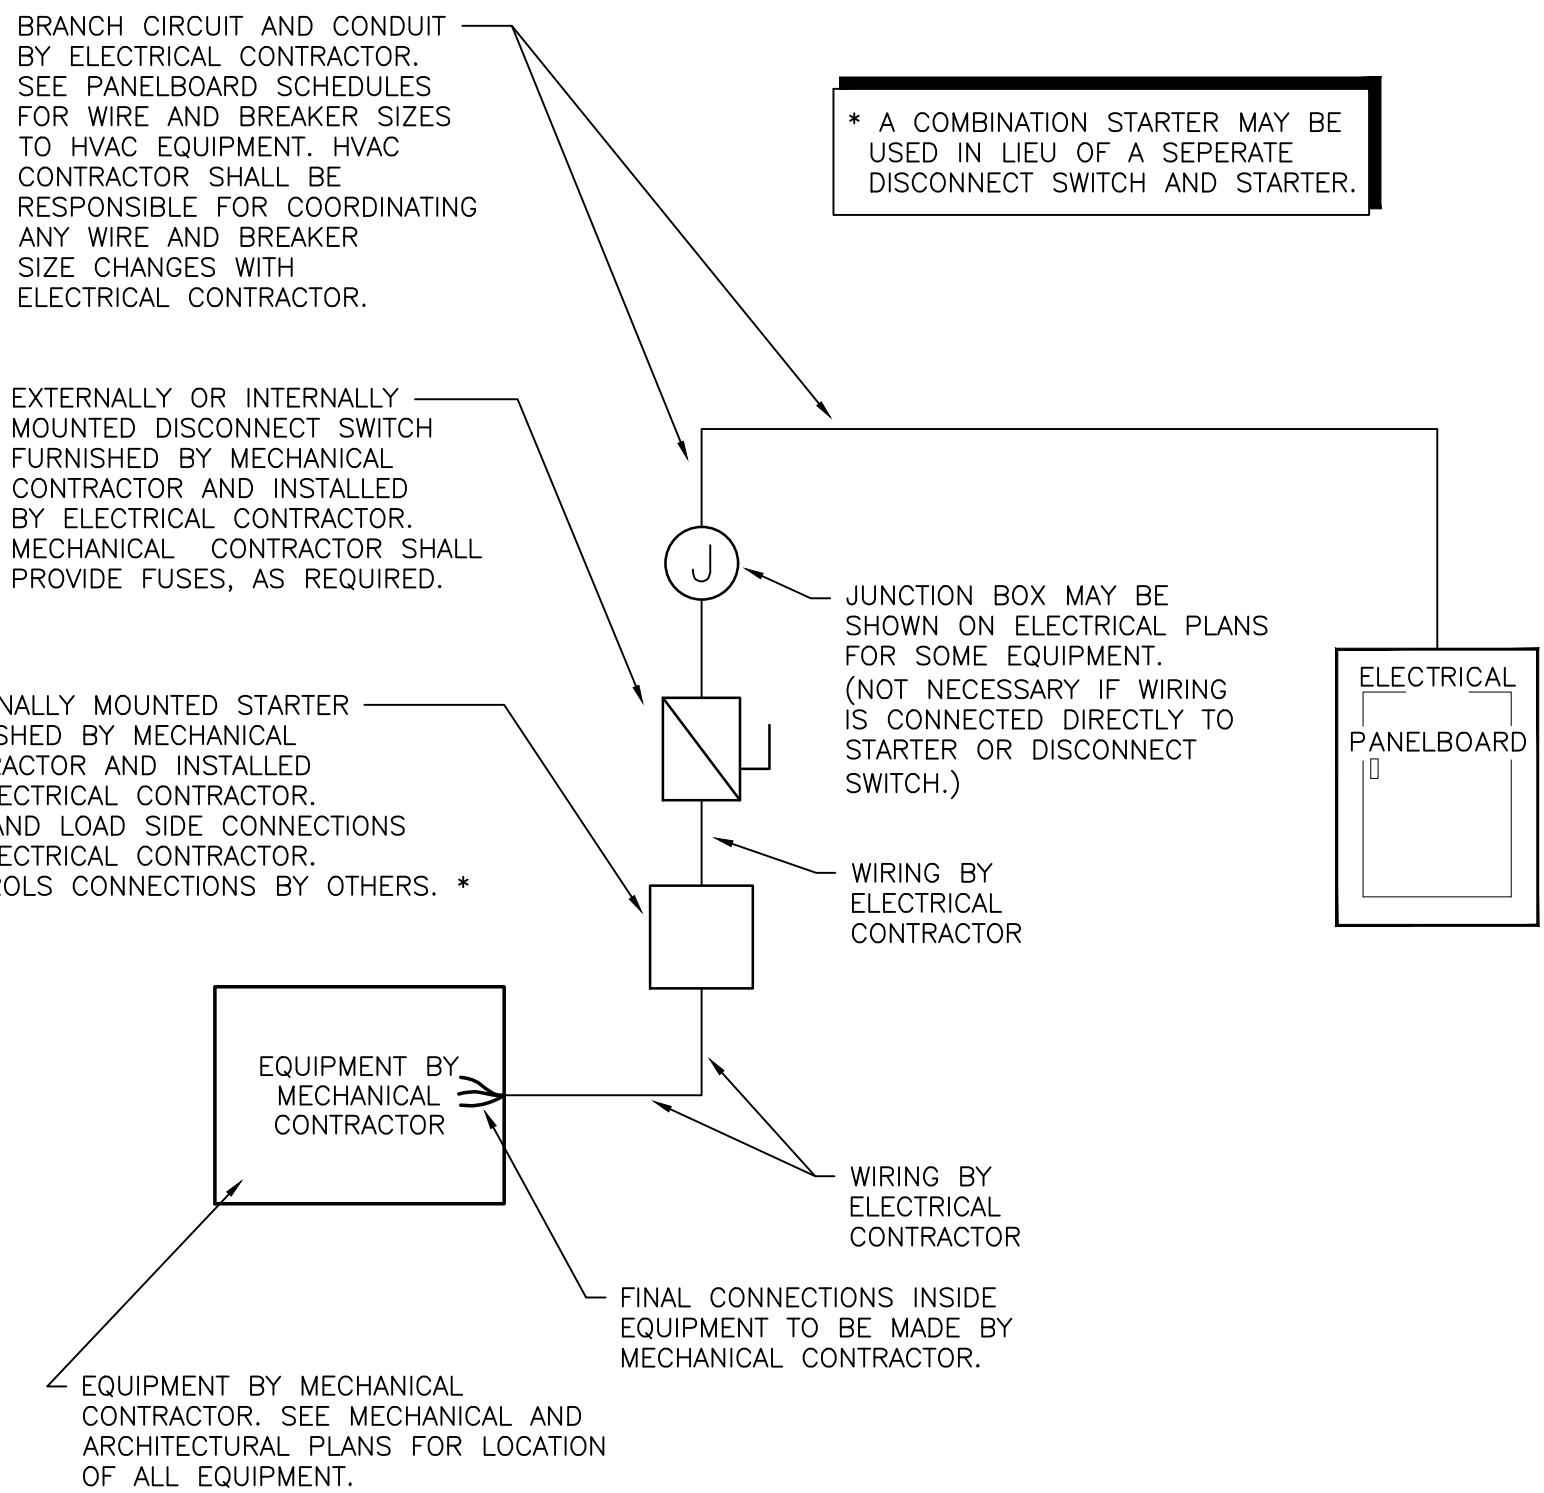 BRANCH CIRCUIT AND CONDUIT
BY ELECTRICAL CONTRACTOR.
SEE PANELBOARD SCHEDULES
FOR WIRE AND BREAKER SIZES
TO HVAC EQUIPMENT. HVAC
CONTRACTOR SHALL BE
RESPONSIBLE FOR COORDINATING
ANY WIRE AND BREAKER
SIZE CHANGES WITH
ELECTRICAL CONTRACTOR.
* A COMBINATION STARTER MAY BE
USED IN LIEU OF A SEPERATE
DISCONNECT SWITCH AND STARTER.
EXTERNALLY OR INTERNALLY
MOUNTED DISCONNECT SWITCH
FURNISHED BY MECHANICAL
CONTRACTOR AND INSTALLED
BY ELECTRICAL CONTRACTOR.
MECHANICAL CONTRACTOR SHALL
PROVIDE FUSES, AS REQUIRED.
J
JUNCTION BOX MAY BE
SHOWN ON ELECTRICAL PLANS
FOR SOME EQUIPMENT.
(NOT NECESSARY IF WIRING
IS CONNECTED DIRECTLY TO
STARTER OR DISCONNECT
SWITCH.)
ELECTRICAL
PANELBOARD
NALLY MOUNTED STARTER
SHED BY MECHANICAL
RACTOR AND INSTALLED
ECTRICAL CONTRACTOR.
AND LOAD SIDE CONNECTIONS
ECTRICAL CONTRACTOR.
ROLS CONNECTIONS BY OTHERS. *
WIRING BY
ELECTRICAL
CONTRACTOR
EQUIPMENT BY
MECHANICAL
CONTRACTOR
WIRING BY
ELECTRICAL
CONTRACTOR
FINAL CONNECTIONS INSIDE
EQUIPMENT TO BE MADE BY
MECHANICAL CONTRACTOR.
EQUIPMENT BY MECHANICAL
CONTRACTOR. SEE MECHANICAL AND
ARCHITECTURAL PLANS FOR LOCATION
OF ALL EQUIPMENT.